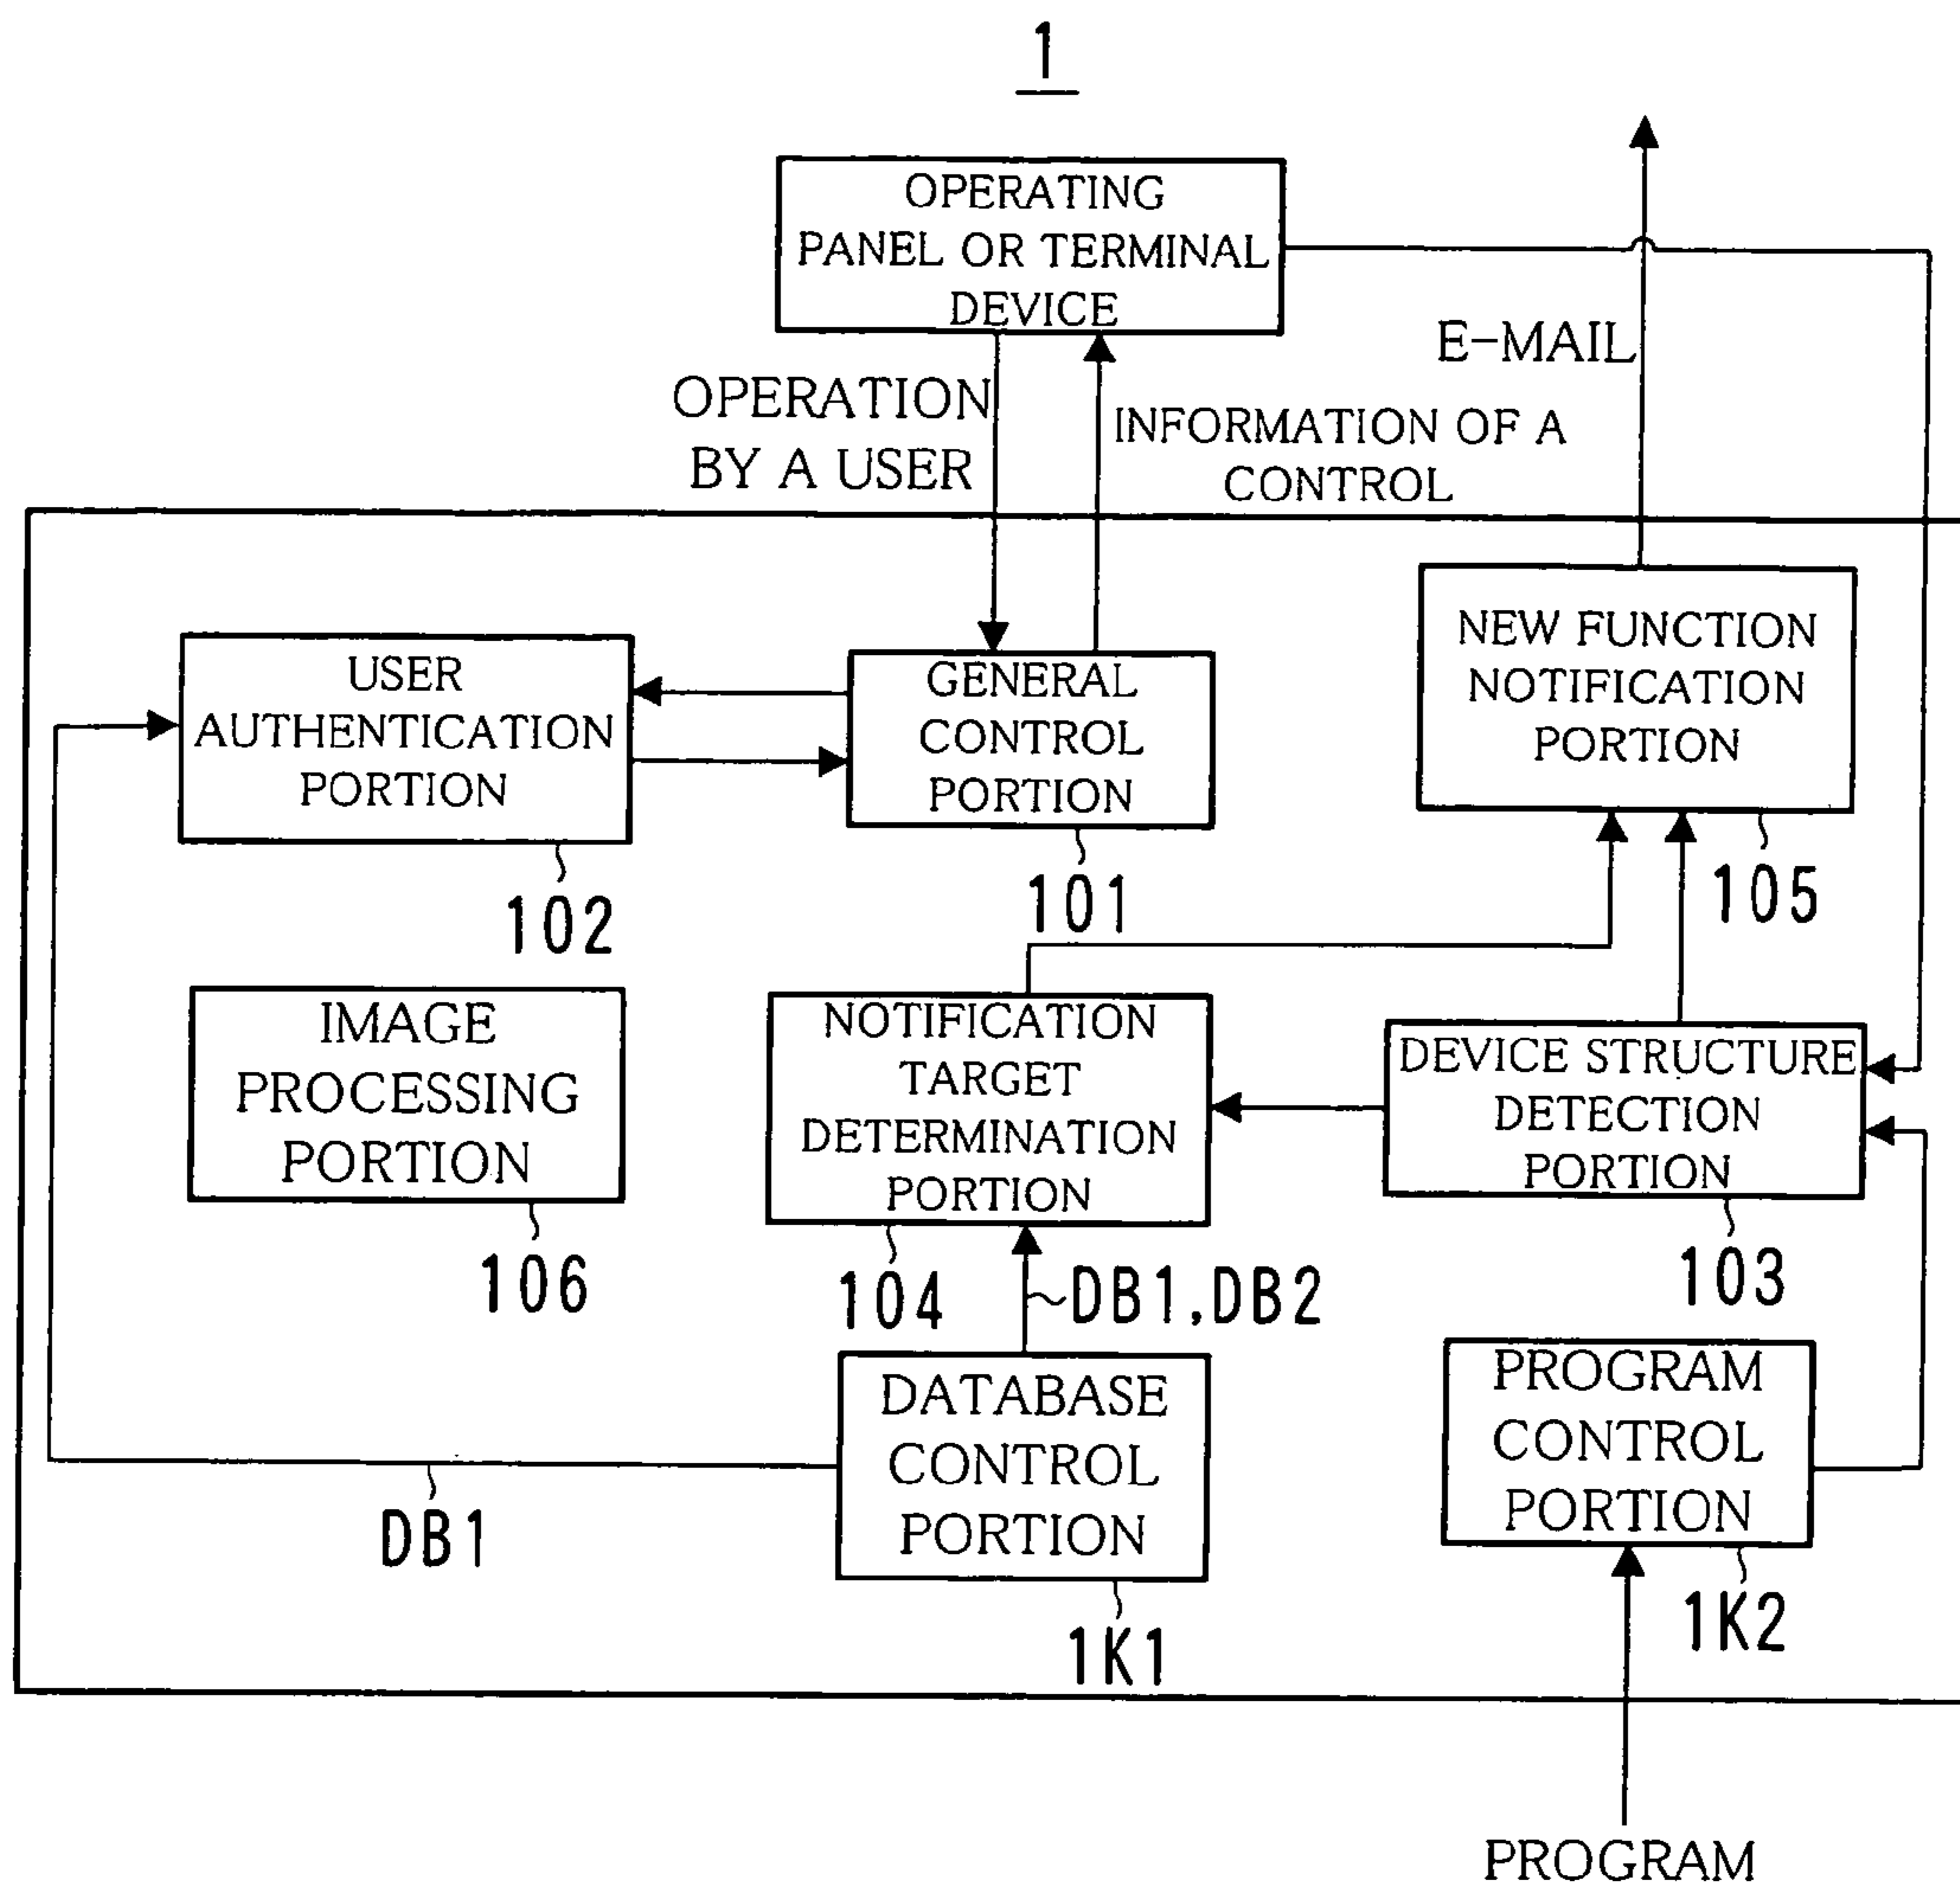 1
OPERATING
PANEL OR TERMINAL
DEVICE
E-MAIL
OPERATION
BY A USER
INFORMATION OF A
CONTROL
USER
AUTHENTICATION
PORTION
102
GENERAL
CONTROL
PORTION
101
NEW FUNCTION
NOTIFICATION
PORTION
105
IMAGE
PROCESSING
PORTION
106
NOTIFICATION
TARGET
DETERMINATION
PORTION
104
DEVICE STRUCTURE
DETECTION
PORTION
103
DB1,DB2
DATABASE
CONTROL
PORTION
1K1
PROGRAM
CONTROL
PORTION
1K2
DB1
PROGRAM